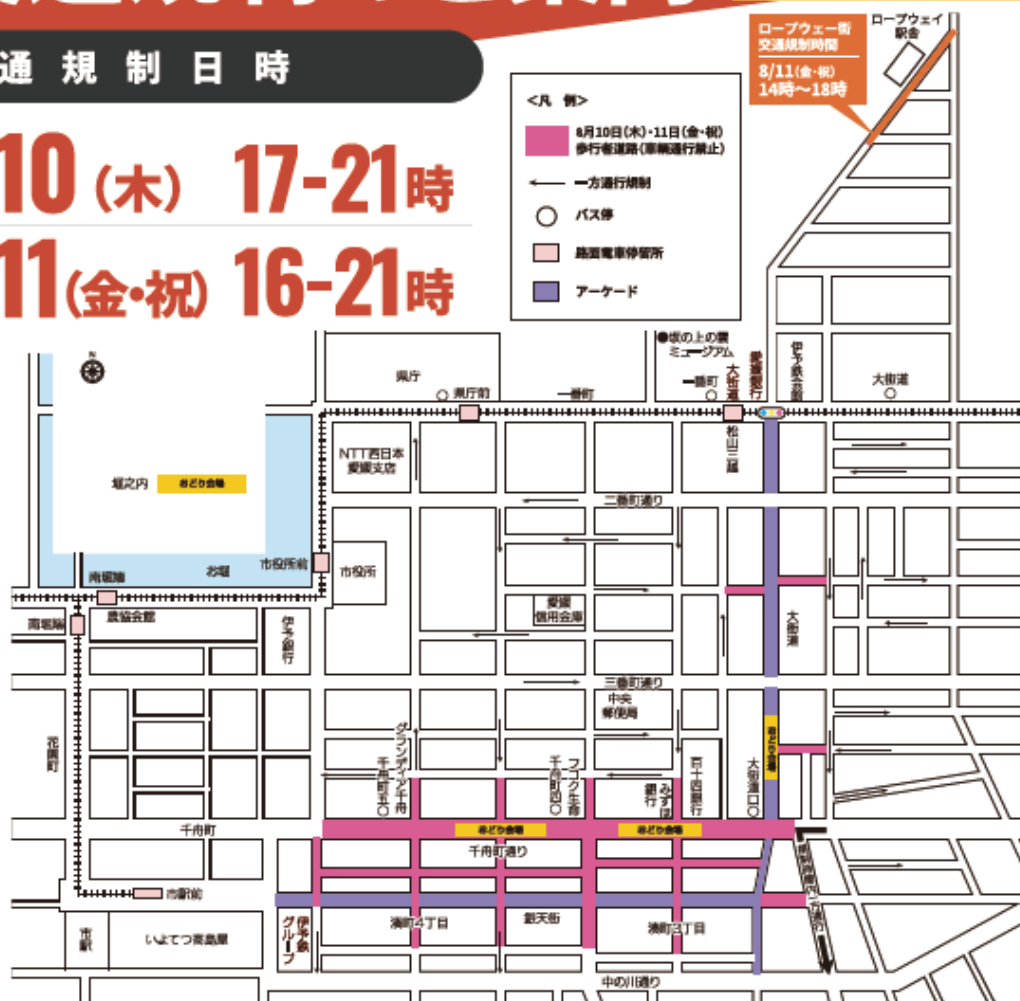 通規制日時
10（木） 17-21時
11（金・祝） 16-21時
ロープウェー街
交通規制時間
8/11（金・祝）
14時〜18時
ロープウェイ
駅舎
<凡 例>
8月10日（木）・11日（金・祝）
歩行者道路（車輌通行禁止）
一方通行規制
バス停
路面電車停留所
アーケード
N
県庁
県庁前
一番町
●坂の上の雲
ミュージアム
一番町
大街道
愛媛銀行
伊予鉄会館
大街道
NTT西日本
愛媛支店
松山三越
堀之内
おどり会場
二番町通り
南堀端
お堀
市役所前
市役所
南堀端
農協会館
伊予銀行
愛媛
信用金庫
大街道
三番町通り
中央
郵便局
花園町
グランディア千舟
千舟町五
フコク生命
千舟町四
みずほ
銀行
百十四銀行
大街道口
おどり会場
千舟町
おどり会場
おどり会場
千舟町通り
市駅前
市駅
いよてつ髙島屋
伊予鉄
グループ
湊町4丁目
銀天街
湊町3丁目
中の川通り